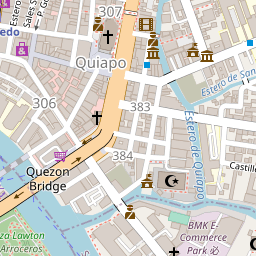 307
Quiapo
Estero de San
306
383
Estero de Quiapo
384
Castille
Quezon
Bridge
BMK E-
Commerce
Park
za Lawton
Arroceros